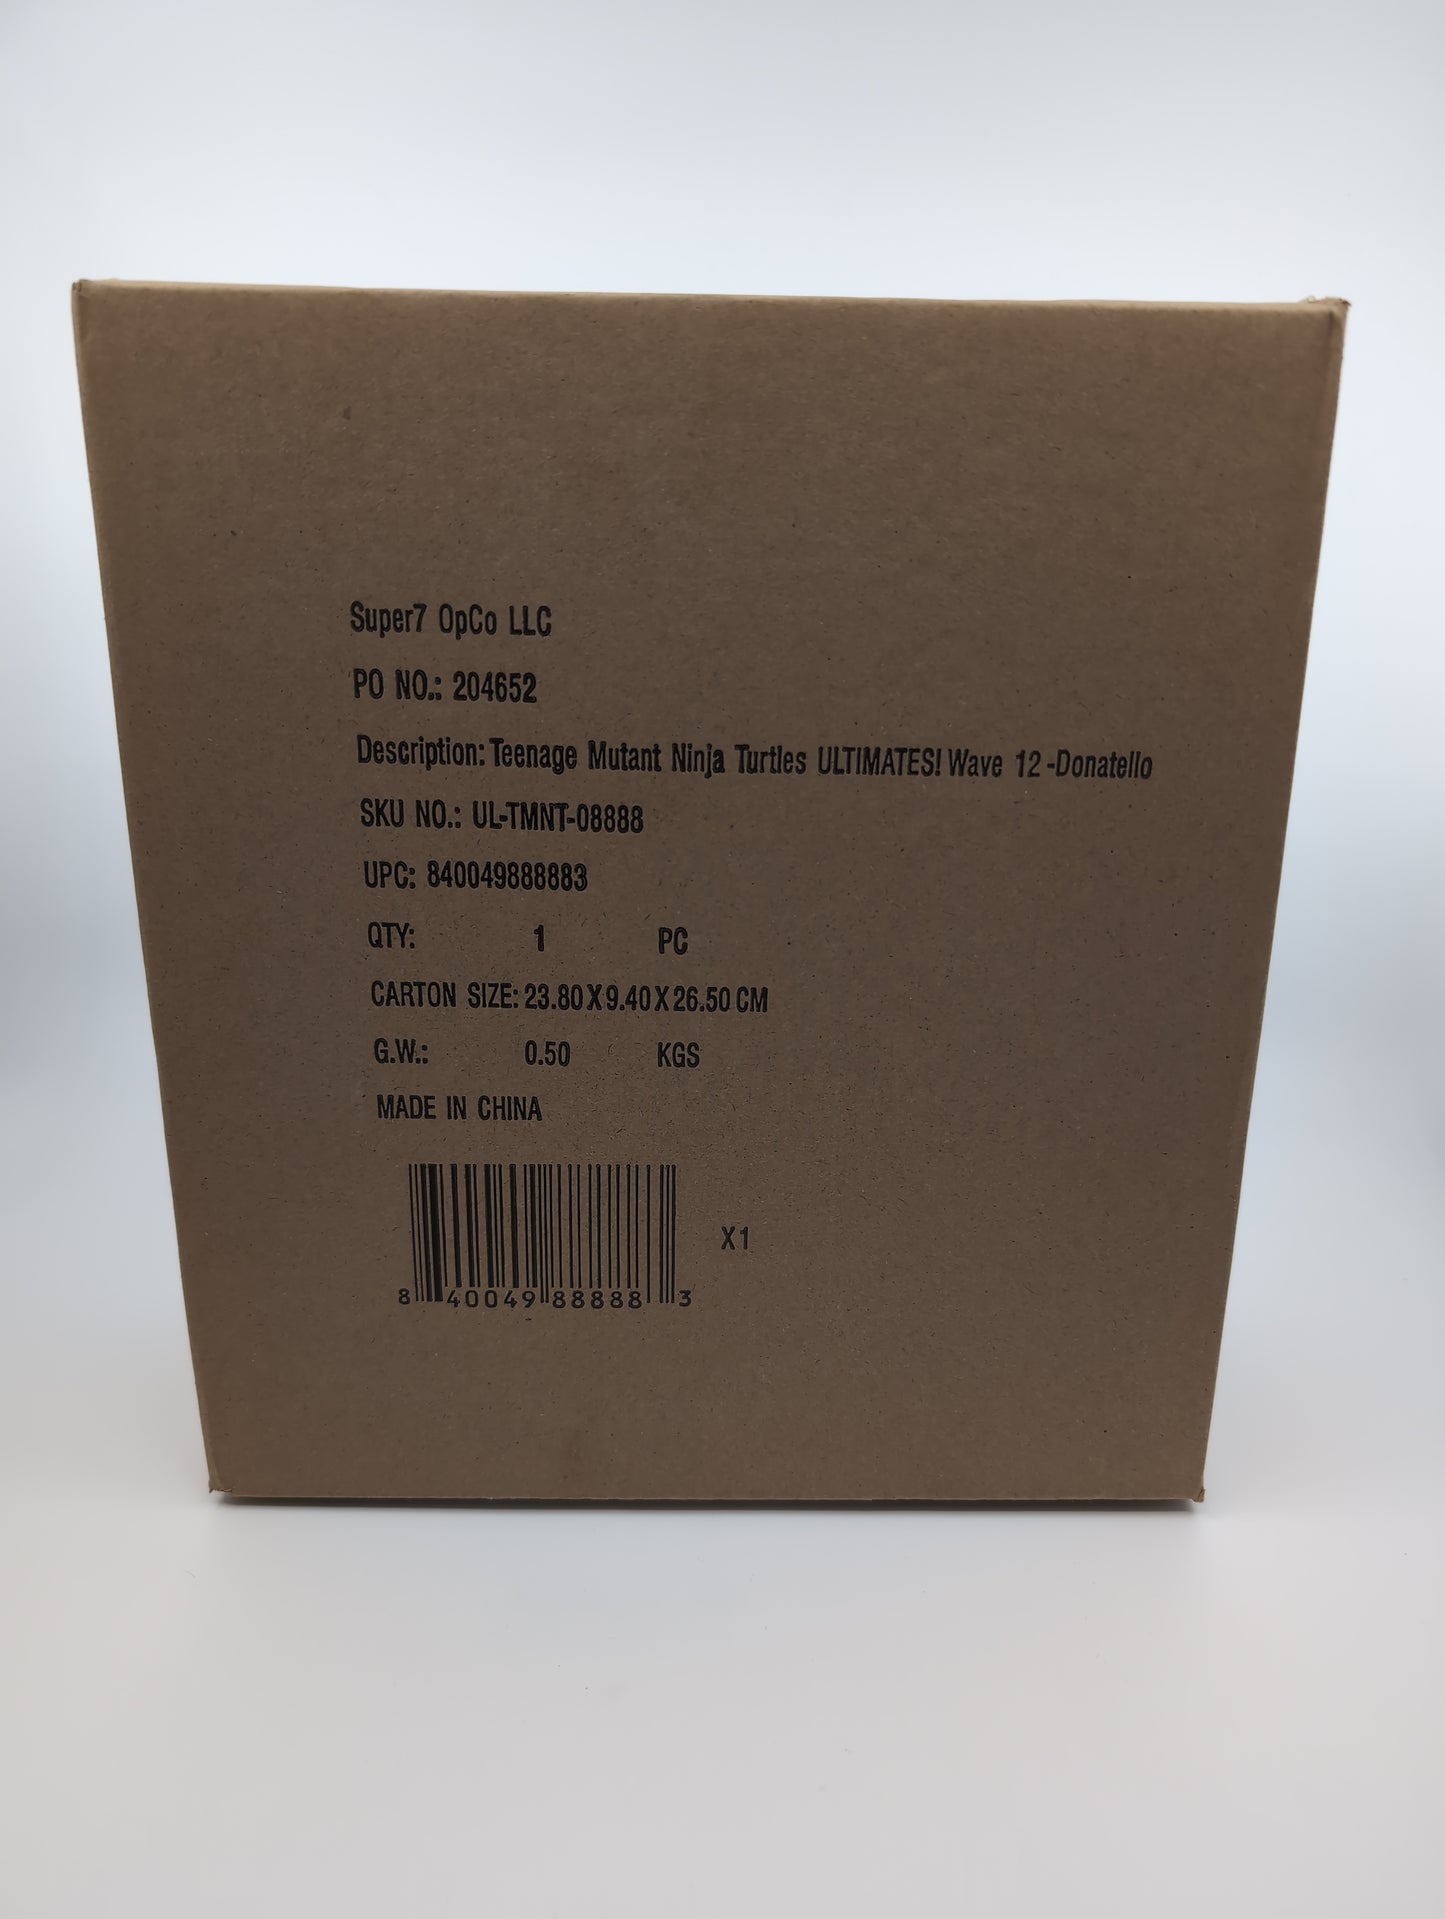 Super7 OpCo LLC
PO NO.: 204652
Description: Teenage Mutant Ninja Turtles ULTIMATES! Wave 12 -Donatello
SKU NO.: UL-TMNT-08888
UPC: 840049888883
QTY: 1 PC
CARTON SIZE: 23.80 X 9.40 X 26.50 CM
G.W.: 0.50 KGS
MADE IN CHINA
X1
8 40049 88888 3